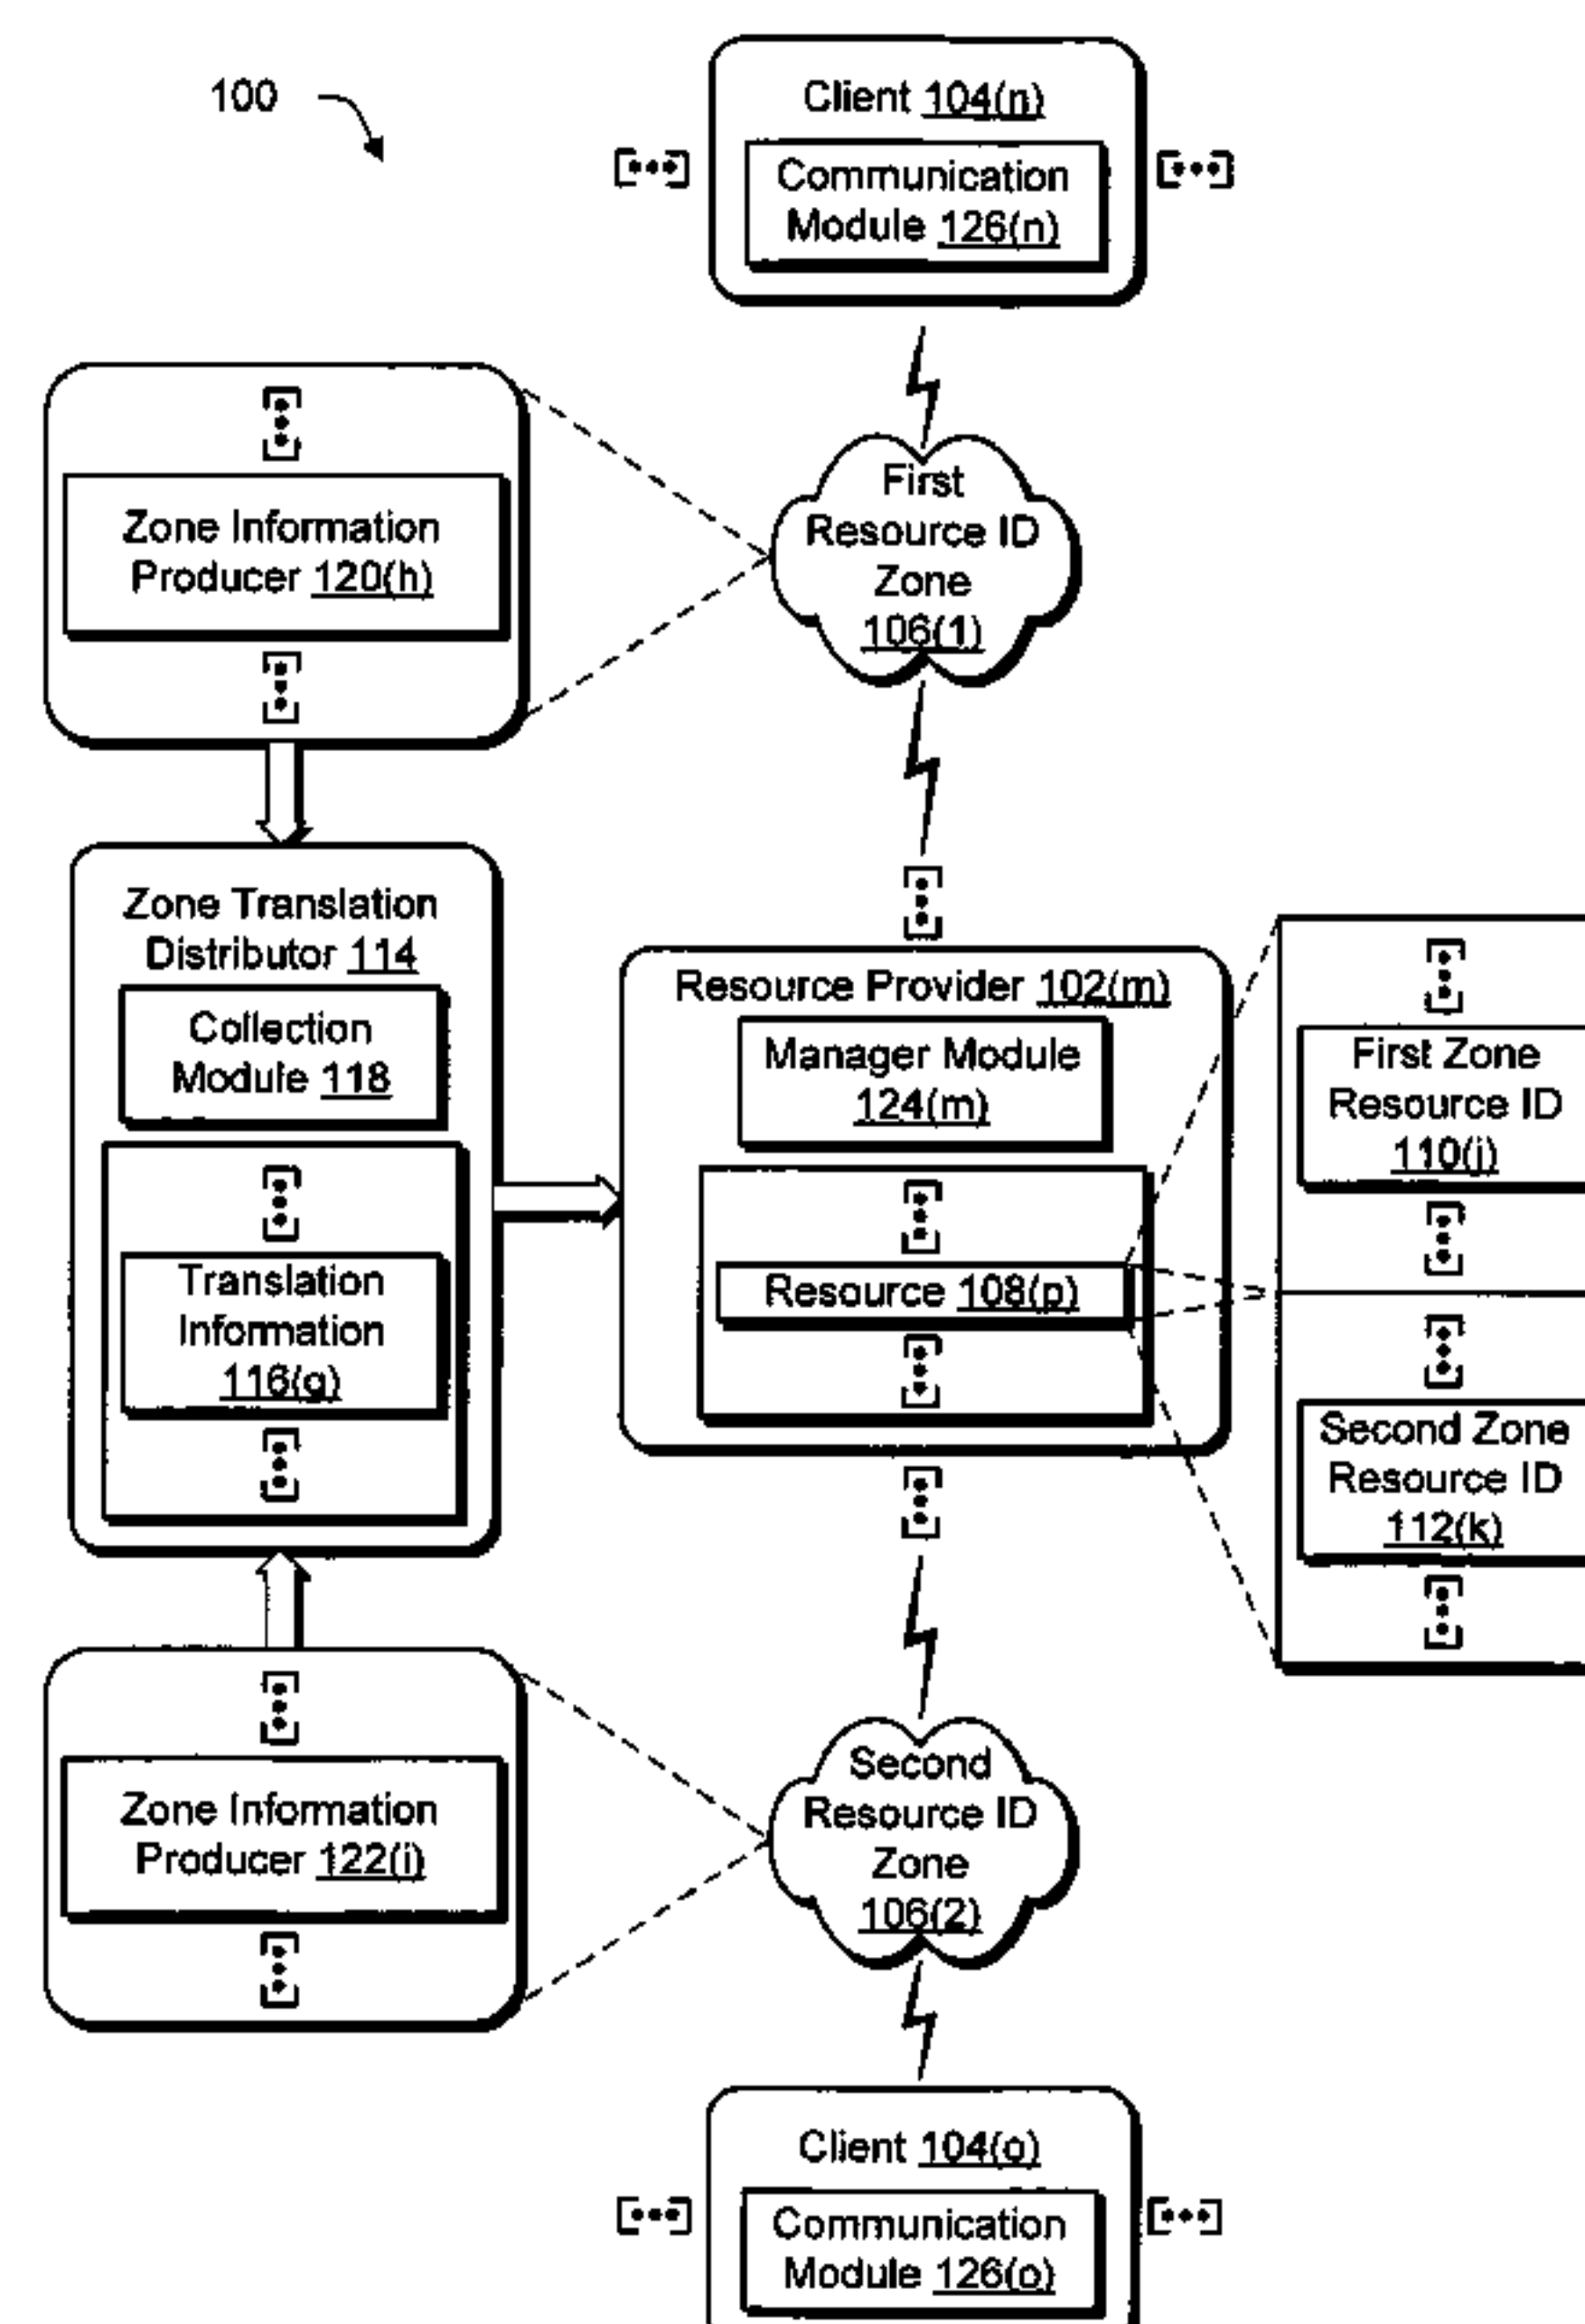 100
Client 104(n)
Communication
Module 126(n)
Zone Information
Producer 120(h)
First
Resource ID
Zone
106(1)
Zone Translation
Distributor 114
Collection
Module 118
Translation
Information
116(g)
Resource Provider 102(m)
Manager Module
124(m)
Resource 108(p)
First Zone
Resource ID
110(j)
Second Zone
Resource ID
112(k)
Zone Information
Producer 122(i)
Second
Resource ID
Zone
106(2)
Client 104(o)
Communication
Module 126(o)